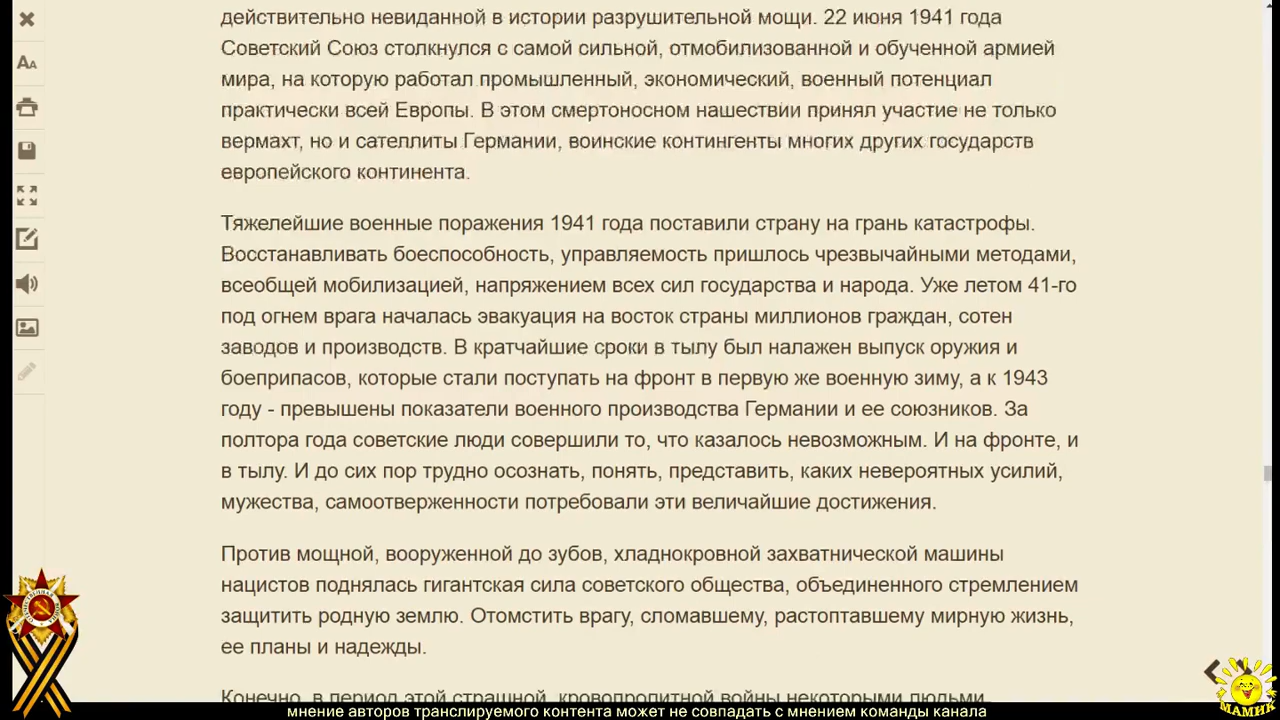 действительно невиданной в истории разрушительной мощи. 22 июня 1941 года
Советский Союз столкнулся с самой сильной, отмобилизованной и обученной армией
мира, на которую работал промышленный, экономический, военный потенциал
практически всей Европы. В этом смертоносном нашествии принял участие не только
вермахт, но и сателлиты Германии, воинские контингенты многих других государств
европейского континента.
Тяжелейшие военные поражения 1941 года поставили страну на грань катастрофы.
Восстанавливать боеспособность, управляемость пришлось чрезвычайными методами,
всеобщей мобилизацией, напряжением всех сил государства и народа. Уже летом 41-го
под огнем врага началась эвакуация на восток страны миллионов граждан, сотен
заводов и производств. В кратчайшие сроки в тылу был налажен выпуск оружия и
боеприпасов, которые стали поступать на фронт в первую же военную зиму, а к 1943
году - превышены показатели военного производства Германии и ее союзников. За
полтора года советские люди совершили то, что казалось невозможным. И на фронте, и
в тылу. И до сих пор трудно осознать, понять, представить, каких невероятных усилий,
мужества, самоотверженности потребовали эти величайшие достижения.
Против мощной, вооруженной до зубов, хладнокровной захватнической машины
нацистов поднялась гигантская сила советского общества, объединенного стремлением
защитить родную землю. Отомстить врагу, сломавшему, растоптавшему мирную жизнь,
ее планы и надежды.
Конечно, в период этой страшной, кровопролитной войны некоторыми людьми
МАМИК
мнение авторов транслируемого контента может не совпадать с мнением команды канала